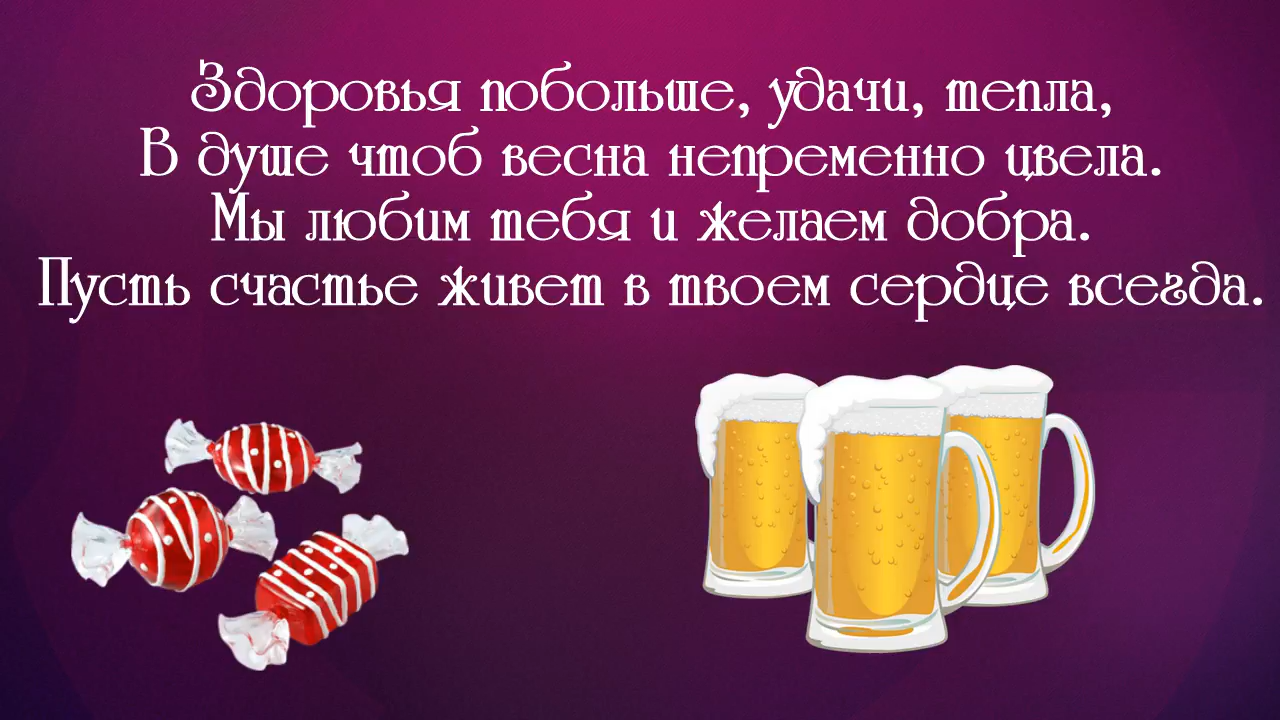 Здоровья побольше, удачи, тепла,
В душе чтоб весна непременно цвела.
Мы любим тебя и желаем добра.
Пусть счастье живет в твоем сердце всегда.